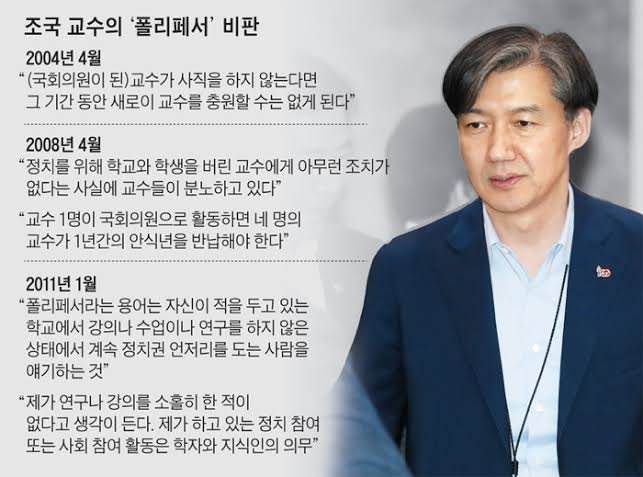 조국 교수의 ‘폴리페서’ 비판
2004년 4월
“(국회의원이 된)교수가 사직을 하지 않는다면
그 기간 동안 새로이 교수를 충원할 수는 없게 된다”
2008년 4월
“정치를 위해 학교와 학생을 버린 교수에게 아무런 조치가
없다는 사실에 교수들이 분노하고 있다”
“교수 1명이 국회의원으로 활동하면 네 명의
교수가 1년간의 안식년을 반납해야 한다”
2011년 1월
“폴리페서라는 용어는 자신이 적을 두고 있는
학교에서 강의나 수업이나 연구를 하지 않은
상태에서 계속 정치권 언저리를 도는 사람을
얘기하는 것”
“제가 연구나 강의를 소홀히 한 적이
없다고 생각이 든다. 제가 하고 있는 정치 참여
또는 사회 참여 활동은 학자와 지식인의 의무”